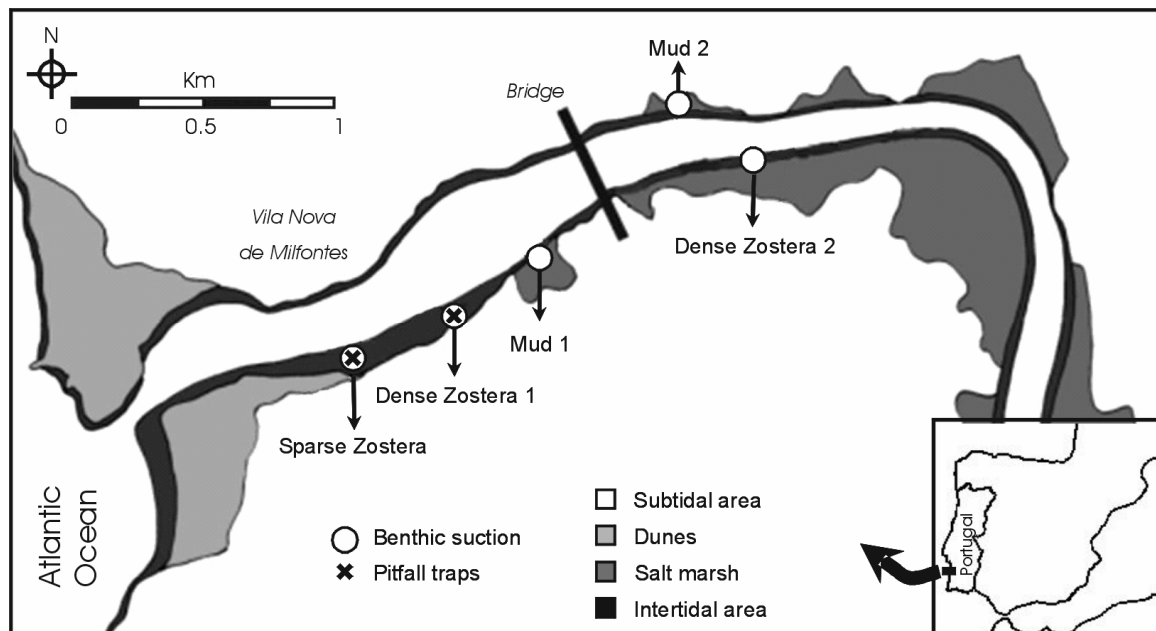 N
Km
0
0.5
1
Mud 2
Bridge
Vila Nova
de Milfontes
Dense Zostera 2
Mud 1
Dense Zostera 1
Sparse Zostera
Atlantic
Ocean
Benthic suction
Pitfall traps
Subtidal area
Dunes
Salt marsh
Intertidal area
Portugal